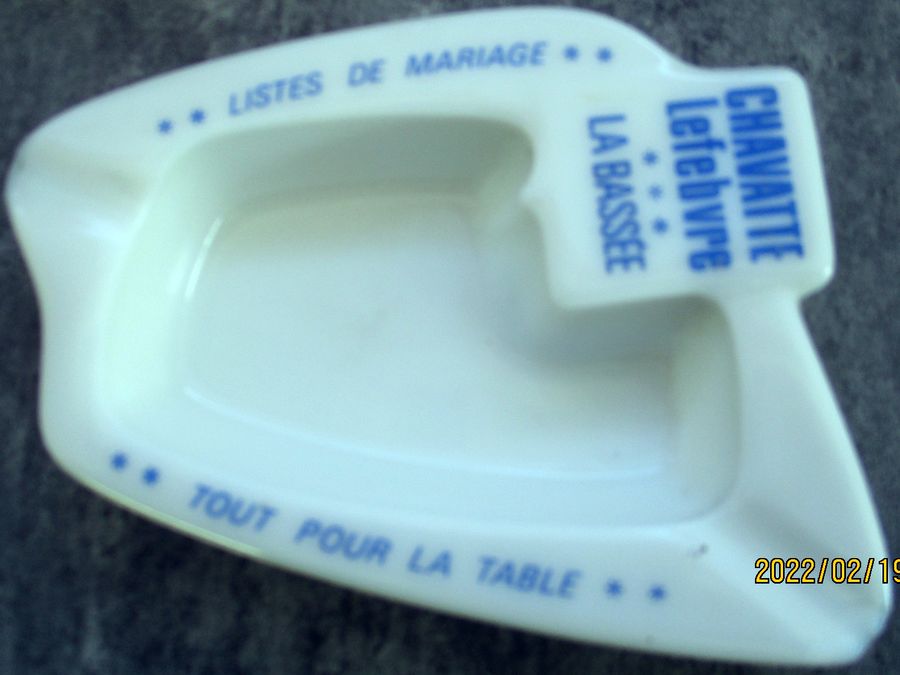 * * LISTES DE MARIAGE * *
CHAVATTE
Lefebvre
* * *
LA BASSÉE
* * TOUT POUR LA TABLE * *
2022/02/19